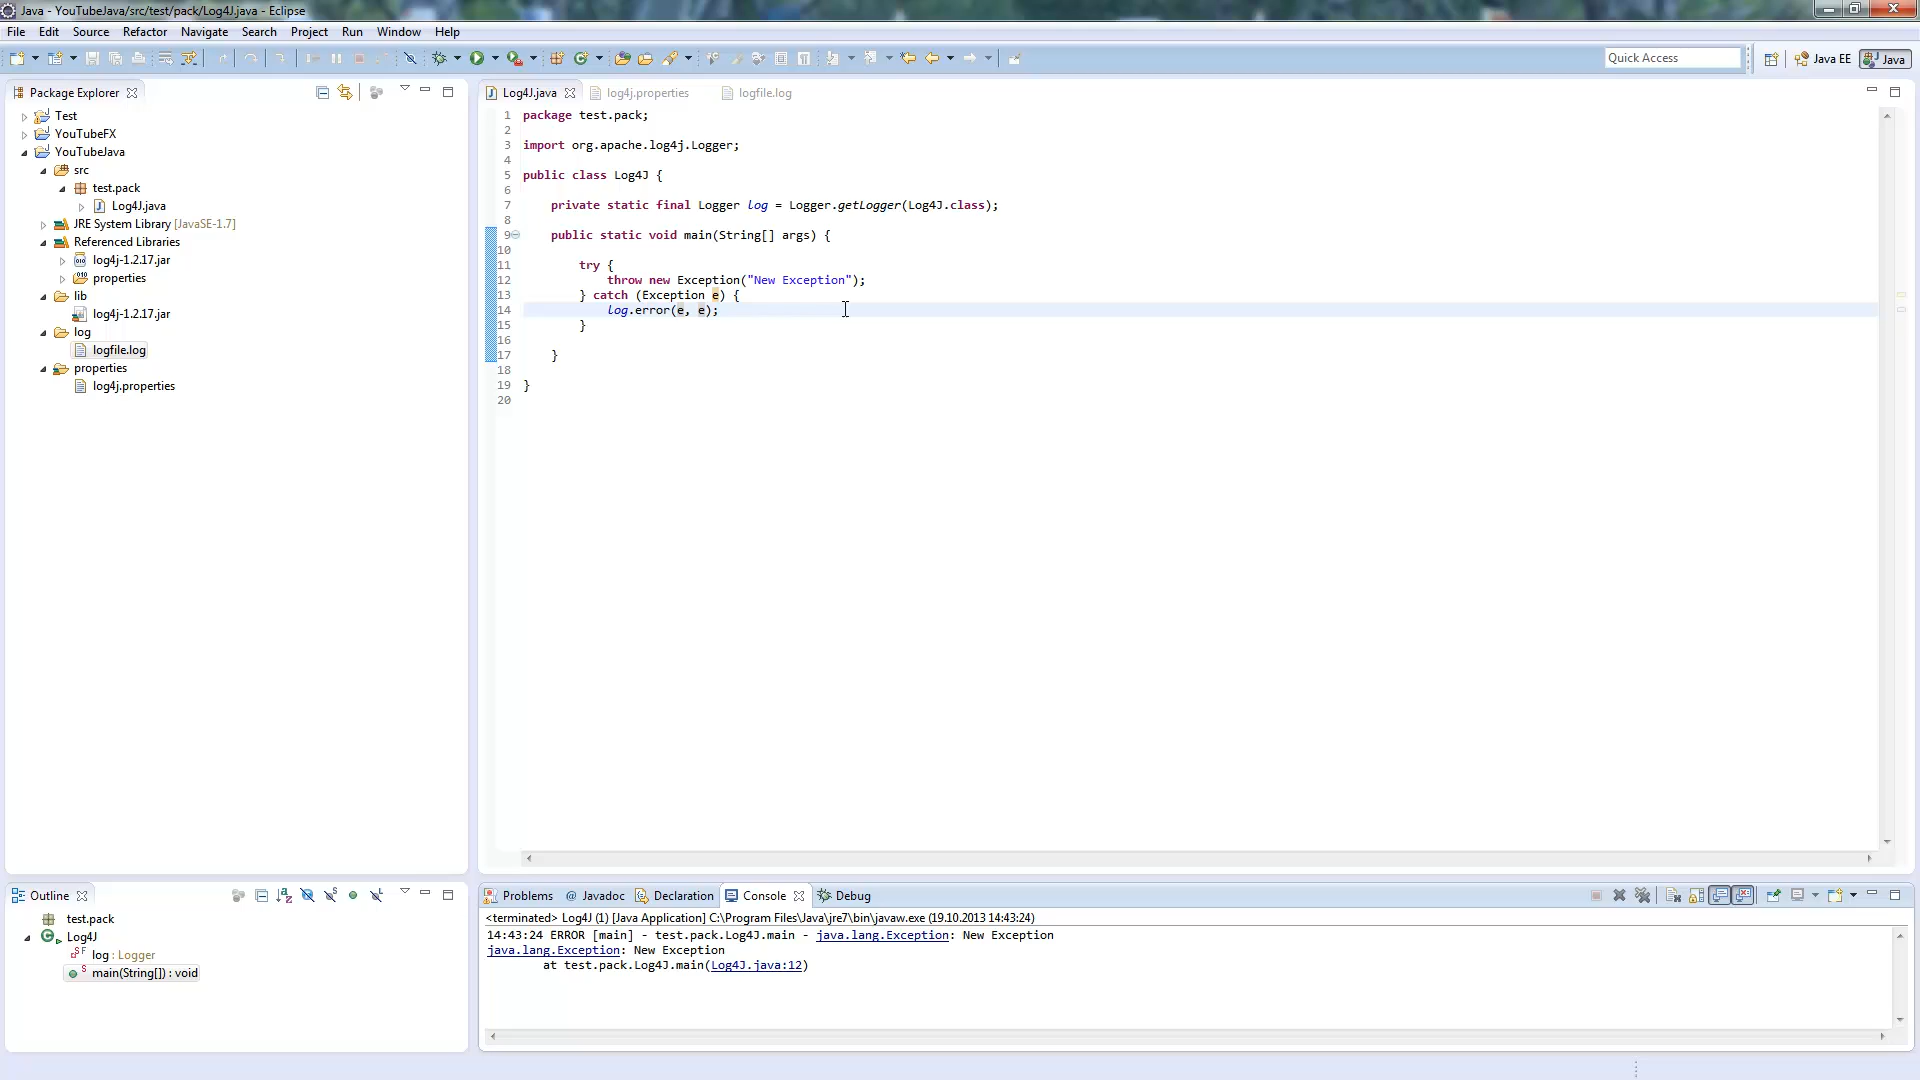 Java - YouTubeJava/src/test/pack/Log4J.java - Eclipse
File Edit Source Refactor Navigate Search Project Run Window Help
Quick Access
Java EE
Java
Package Explorer
Test
YouTubeFX
YouTubeJava
src
test.pack
Log4J.java
JRE System Library [JavaSE-1.7]
Referenced Libraries
log4j-1.2.17.jar
properties
lib
log4j-1.2.17.jar
log
logfile.log
properties
log4j.properties
Log4J.java log4j.properties logfile.log
1 package test.pack;
2
3 import org.apache.log4j.Logger;
4
5 public class Log4J {
6
7 private static final Logger log = Logger.getLogger(Log4J.class);
8
9 public static void main(String[] args) {
10
11 try {
12 throw new Exception("New Exception");
13 } catch (Exception e) {
14 log.error(e, e);
15 }
16
17 }
18
19 }
20
Outline
test.pack
Log4J
log : Logger
main(String[]) : void
Problems @ Javadoc Declaration Console Debug
<terminated> Log4J (1) [Java Application] C:\Program Files\Java\jre7\bin\javaw.exe (19.10.2013 14:43:24)
14:43:24 ERROR [main] - test.pack.Log4J.main - java.lang.Exception: New Exception
java.lang.Exception: New Exception
at test.pack.Log4J.main(Log4J.java:12)